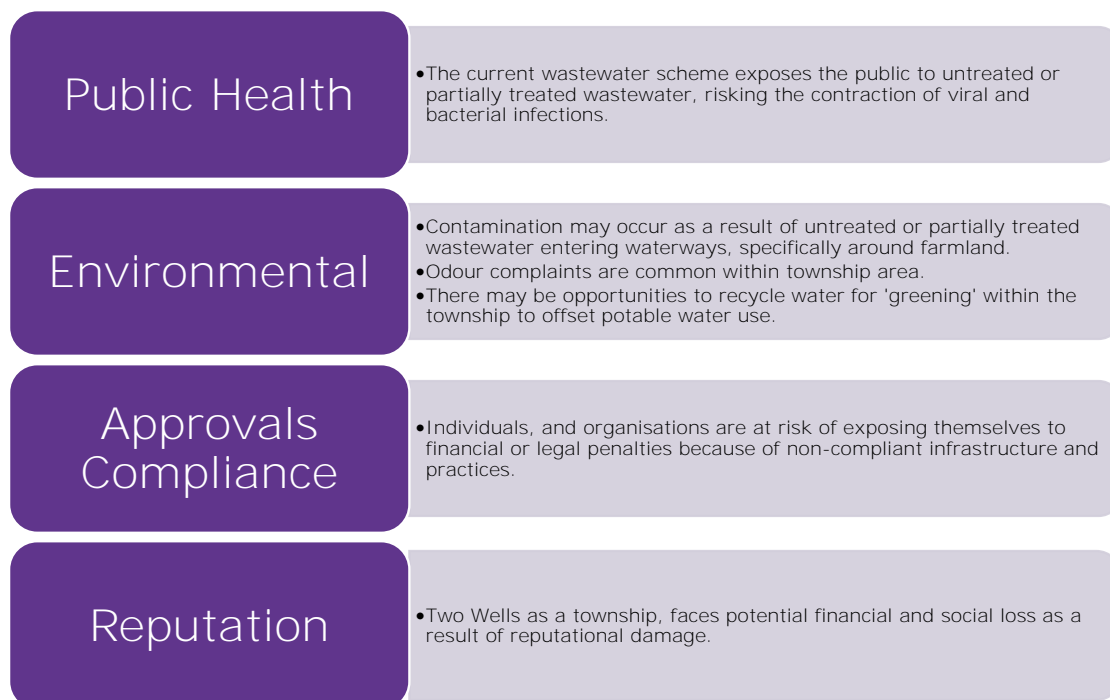 Public Health
•The current wastewater scheme exposes the public to untreated or
partially treated wastewater, risking the contraction of viral and
bacterial infections.
Environmental
•Contamination may occur as a result of untreated or partially treated
wastewater entering waterways, specifically around farmland.
•Odour complaints are common within township area.
•There may be opportunities to recycle water for 'greening' within the
township to offset potable water use.
Approvals
Compliance
•Individuals, and organisations are at risk of exposing themselves to
financial or legal penalties because of non-compliant infrastructure and
practices.
Reputation
•Two Wells as a township, faces potential financial and social loss as a
result of reputational damage.